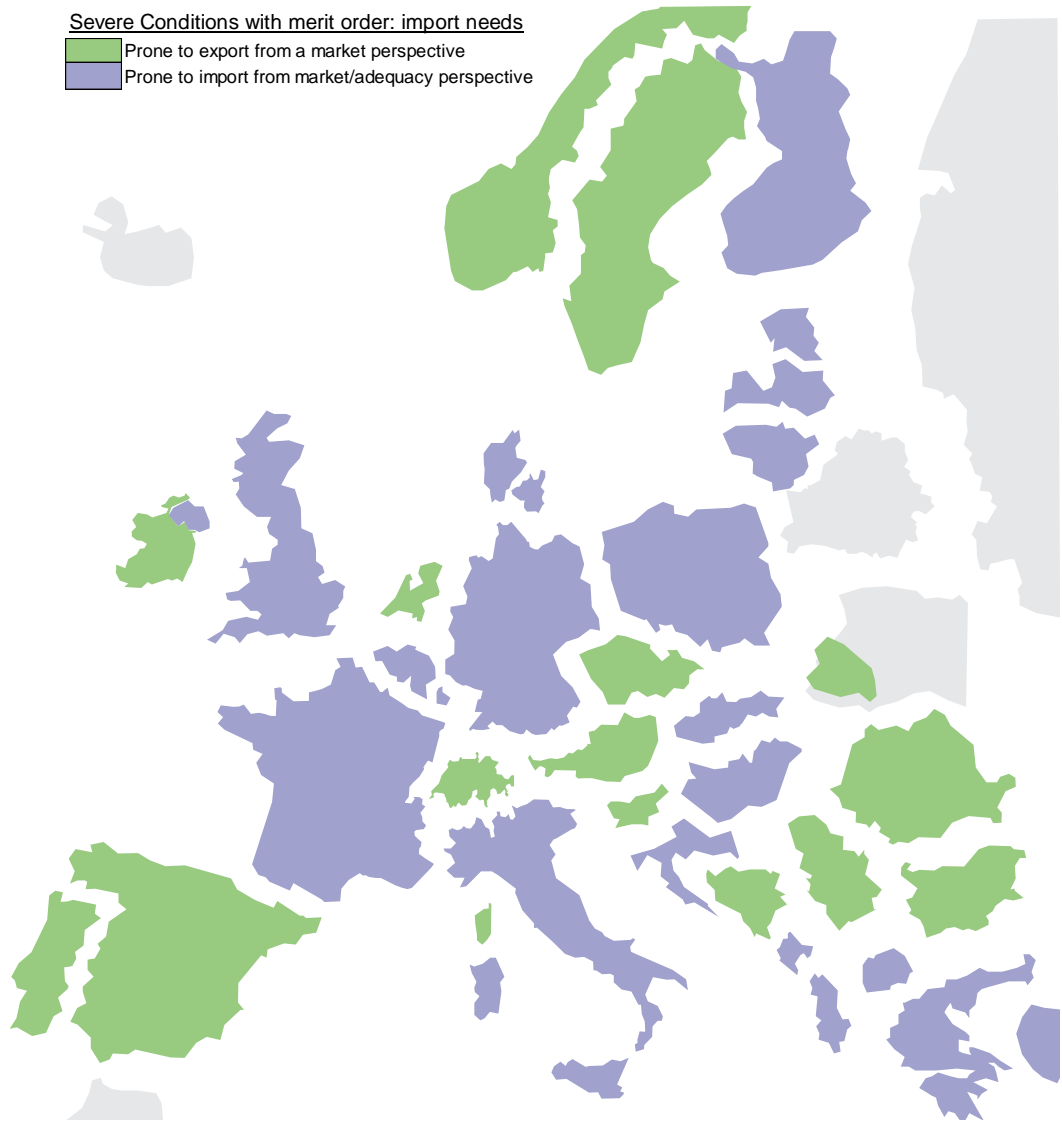 Severe Conditions with merit order: import needs
Prone to export from a market perspective
Prone to import from market/adequacy perspective